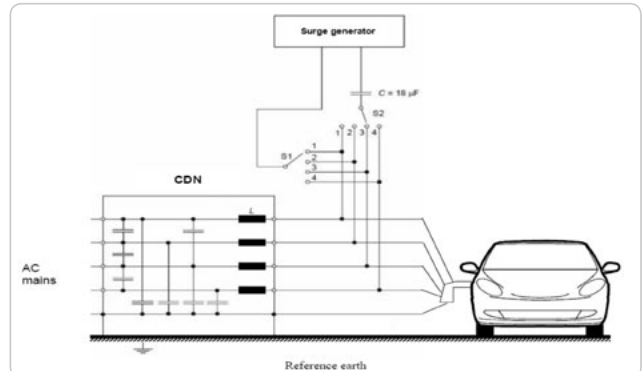 Surge generator
C = 18 µF
S2
1 2 3 4
S1
1
2
3
4
CDN
L
AC
mains
Reference earth